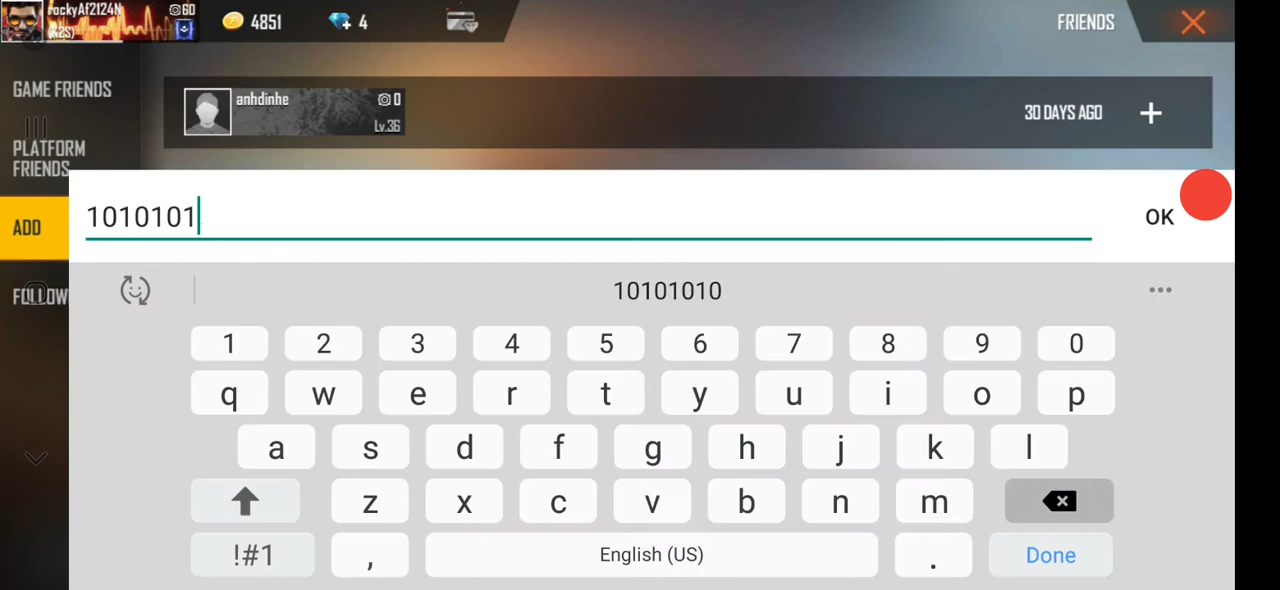 rockyAf2124N
60
4851
4
FRIENDS
GAME FRIENDS
anhdinhe
0
Lv.36
30 DAYS AGO
PLATFORM
FRIENDS
ADD
1010101
OK
FOLLOW
10101010
1 2 3 4 5 6 7 8 9 0
q w e r t y u i o p
a s d f g h j k l
z x c v b n m
!#1 , English (US) . Done